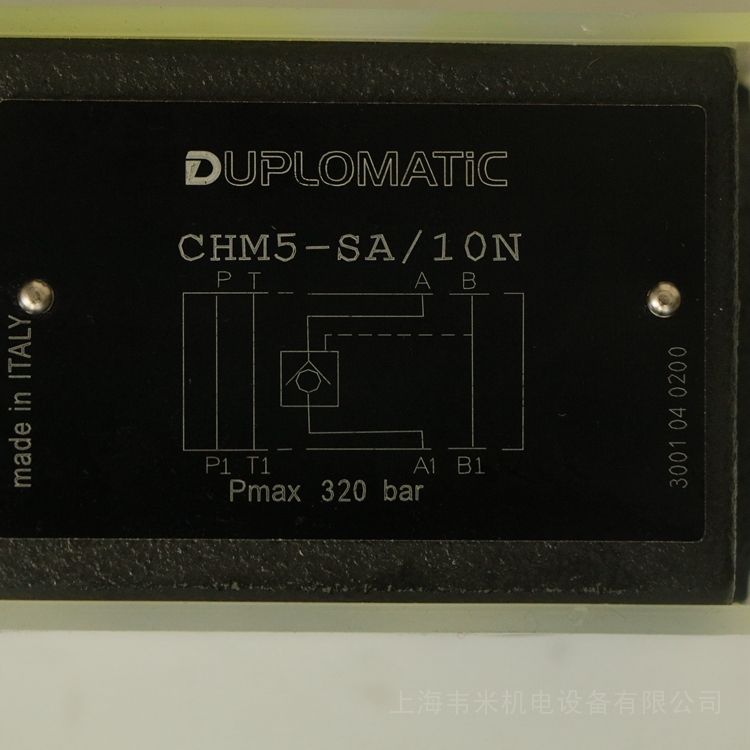 DUPLOMATIC
CHM5-SA/10N
P T A B
made in ITALY
3001 04 0200
P1 T1 A1 B1
Pmax 320 bar
上海韦米机电设备有限公司